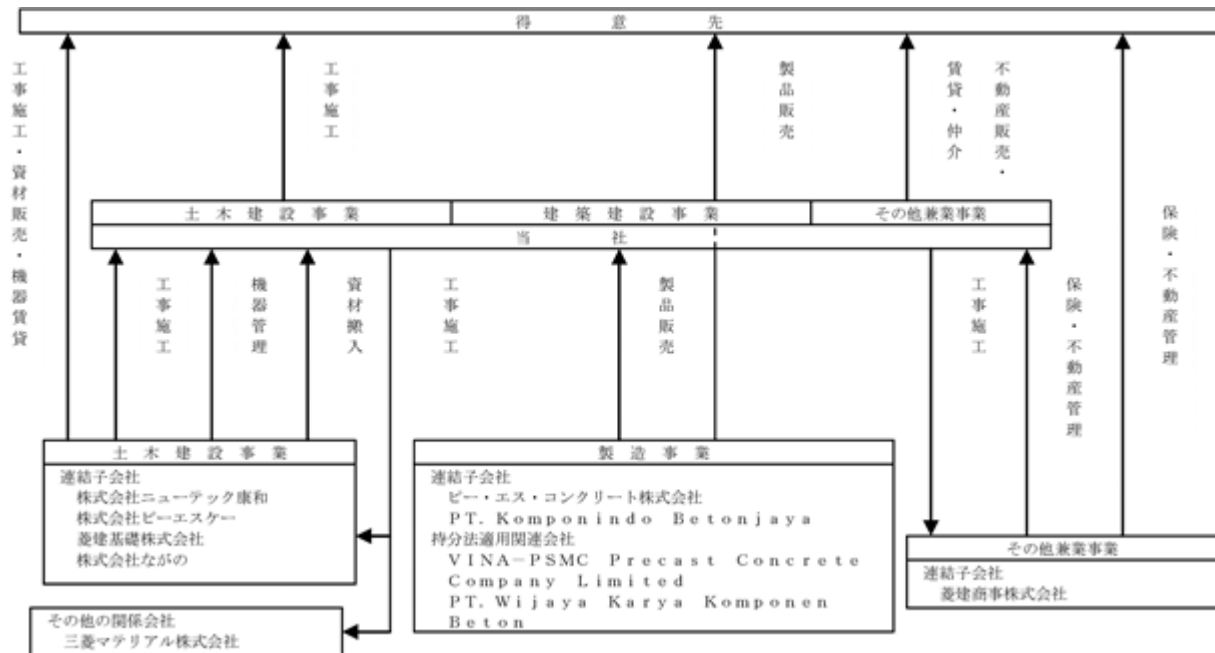 得意先
工事施工・資材販売・機器賃貸
工事施工
製品販売
不動産販売・
賃貸・仲介
保険・不動産管理
土木建設事業
建築建設事業
その他兼業事業
当社
工事施工
機器管理
資材搬入
工事施工
製品販売
工事施工
保険・不動産管理
土木建設事業
連結子会社
株式会社ニューテック康和
株式会社ピーエスケー
菱建基礎株式会社
株式会社ながの
その他の関係会社
三菱マテリアル株式会社
製造事業
連結子会社
ピー・エス・コンクリート株式会社
PT. Komponindo Betonjaya
持分法適用関連会社
VINA-PSMC Precast Concrete
Company Limited
PT. Wijaya Karya Komponen
Beton
その他兼業事業
連結子会社
菱建商事株式会社